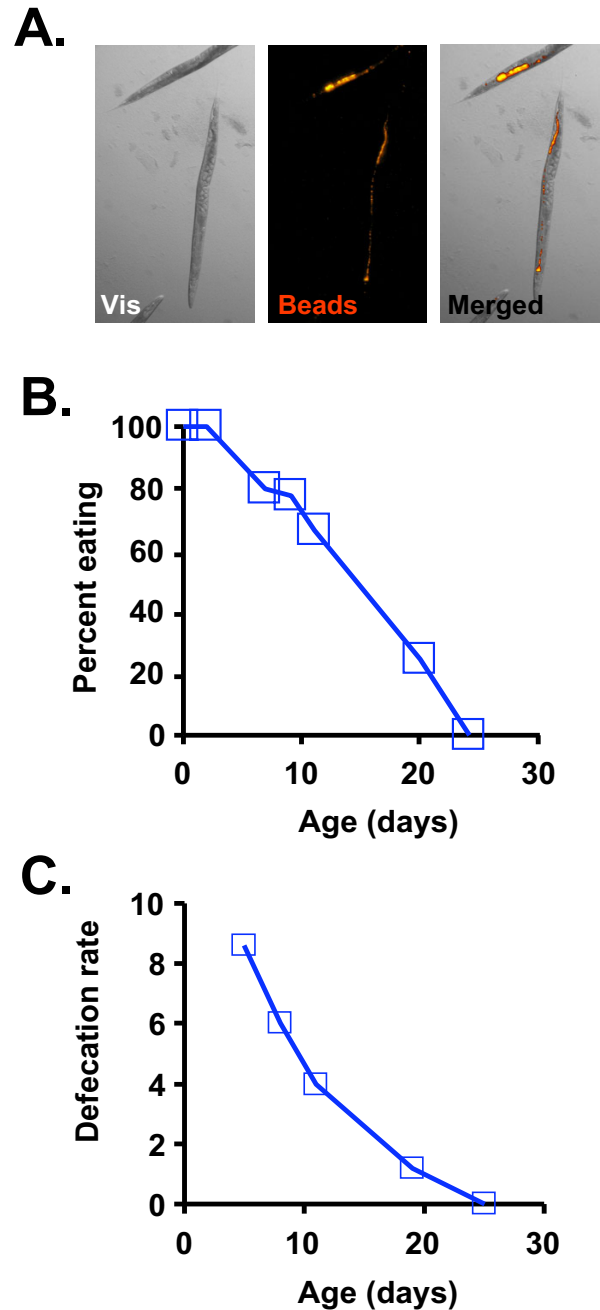 A.
Vis
Beads
Merged
B.
Percent eating
100
80
60
40
20
0
0 10 20 30
Age (days)
C.
Defecation rate
10
8
6
4
2
0
0 10 20 30
Age (days)